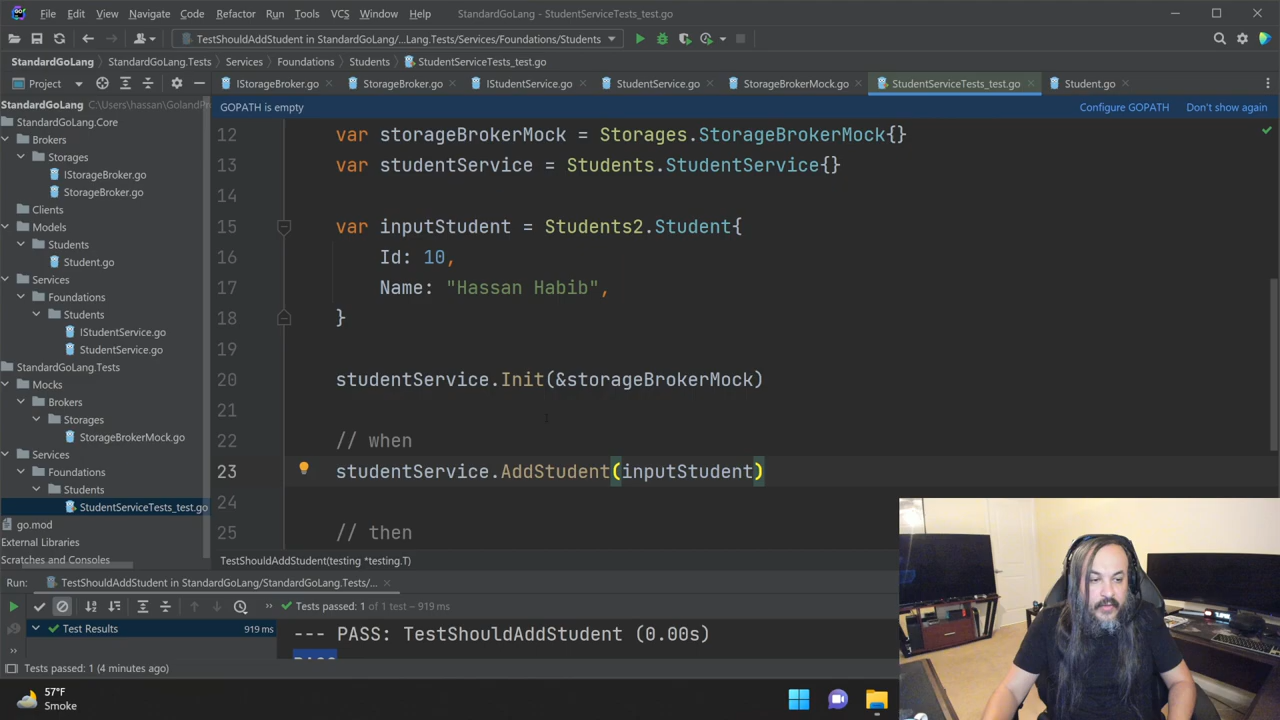 File Edit View Navigate Code Refactor Run Tools VCS Window Help StandardGoLang - StudentServiceTests_test.go
TestShouldAddStudent in StandardGoLang/...Lang.Tests/Services/Foundations/Students
StandardGoLang StandardGoLang.Tests Services Foundations Students StudentServiceTests_test.go
Project IStorageBroker.go StorageBroker.go IStudentService.go StudentService.go StorageBrokerMock.go StudentServiceTests_test.go Student.go
StandardGoLang C:\Users\hassan\GolandPr
GOPATH is empty Configure GOPATH Don't show again
StandardGoLang.Core
Brokers
Storages
IStorageBroker.go
StorageBroker.go
Clients
Models
Students
Student.go
Services
Foundations
Students
IStudentService.go
StudentService.go
StandardGoLang.Tests
Mocks
Brokers
Storages
StorageBrokerMock.go
Services
Foundations
Students
StudentServiceTests_test.go
go.mod
External Libraries
Scratches and Consoles
12 var storageBrokerMock = Storages.StorageBrokerMock{}
13 var studentService = Students.StudentService{}
14
15 var inputStudent = Students2.Student{
16 Id: 10,
17 Name: "Hassan Habib",
18 }
19
20 studentService.Init(&storageBrokerMock)
21
22 // when
23 studentService.AddStudent(inputStudent)
24
25 // then
TestShouldAddStudent(testing *testing.T)
Run: TestShouldAddStudent in StandardGoLang/StandardGoLang.Tests/...
Tests passed: 1 of 1 test – 919 ms
Test Results 919 ms
--- PASS: TestShouldAddStudent (0.00s)
PASS
Tests passed: 1 (4 minutes ago)
57°F
Smoke